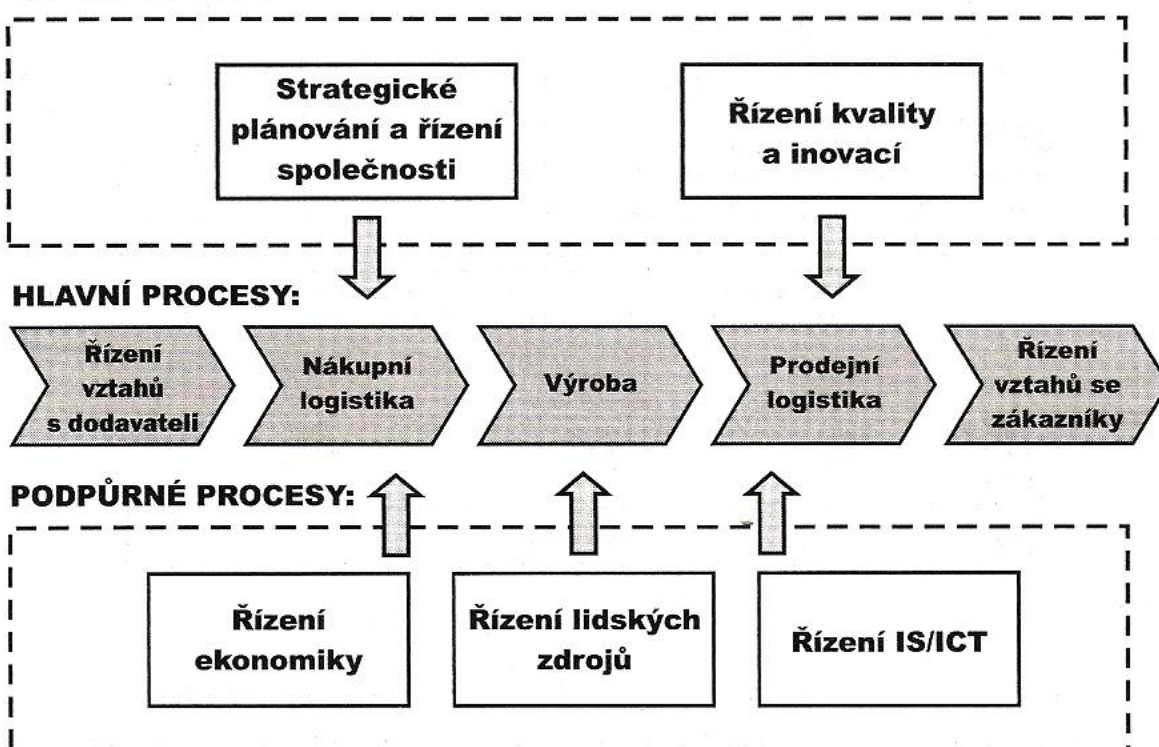 Strategické
plánování a řízení
společnosti
Řízení kvality
a inovací
HLAVNÍ PROCESY:
Řízení
vztahů
s dodavateli
Nákupní
logistika
Výroba
Prodejní
logistika
Řízení
vztahů se
zákazníky
PODPŮRNÉ PROCESY:
Řízení
ekonomiky
Řízení lidských
zdrojů
Řízení IS/ICT